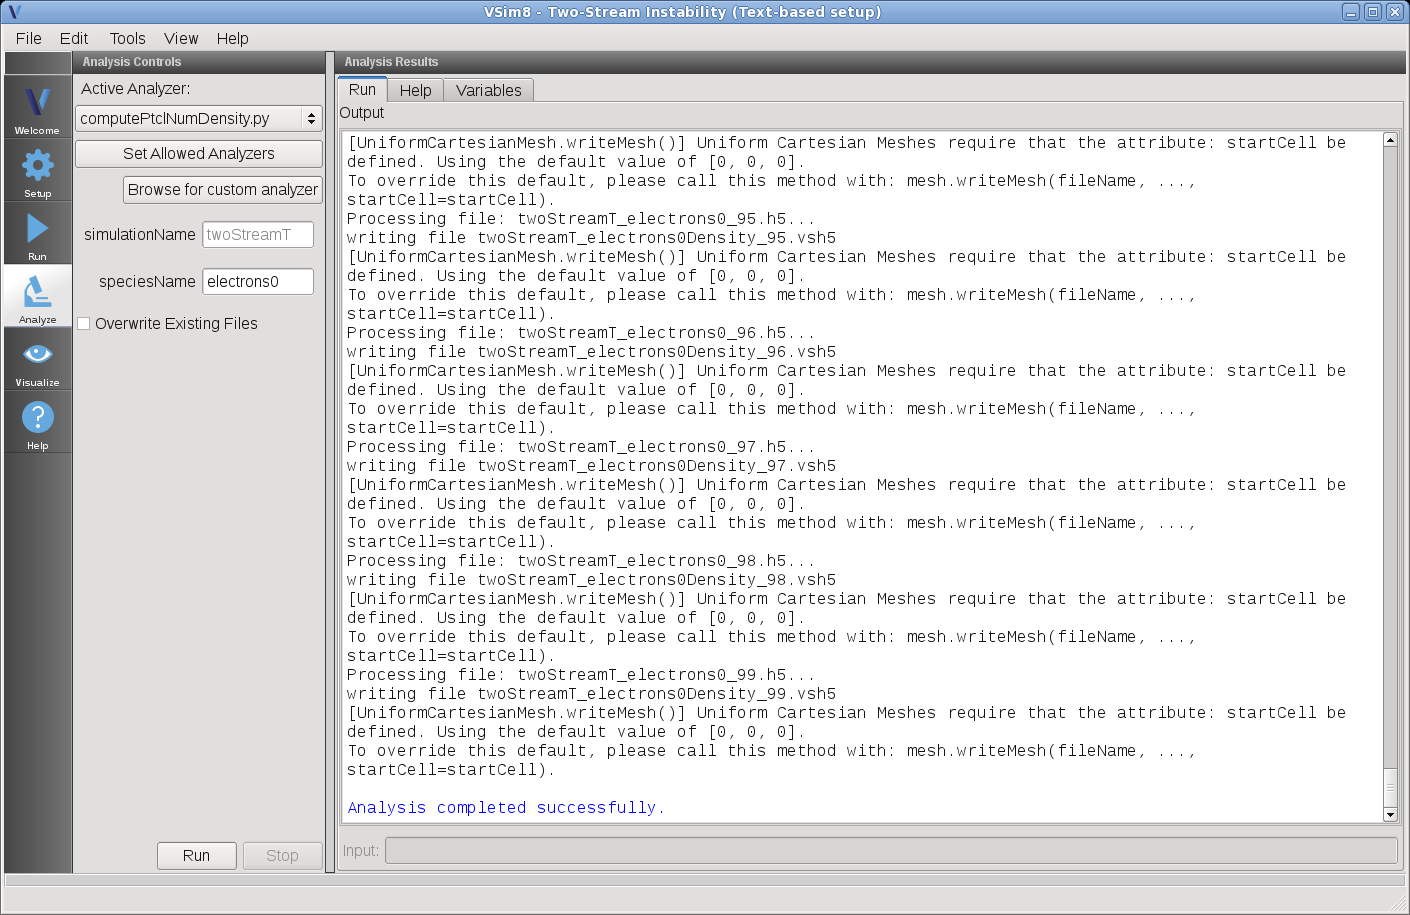 VSim8 - Two-Stream Instability (Text-based setup)
File Edit Tools View Help
Analysis Controls
Analysis Results
Welcome
Setup
Run
Analyze
Visualize
Help
Active Analyzer:
computePtclNumDensity.py
Set Allowed Analyzers
Browse for custom analyzer
simulationName twoStreamT
speciesName electrons0
Overwrite Existing Files
Run Stop
Run Help Variables
Output
[UniformCartesianMesh.writeMesh()] Uniform Cartesian Meshes require that the attribute: startCell be
defined. Using the default value of [0, 0, 0].
To override this default, please call this method with: mesh.writeMesh(fileName, ...,
startCell=startCell).
Processing file: twoStreamT_electrons0_95.h5...
writing file twoStreamT_electrons0Density_95.vsh5
[UniformCartesianMesh.writeMesh()] Uniform Cartesian Meshes require that the attribute: startCell be
defined. Using the default value of [0, 0, 0].
To override this default, please call this method with: mesh.writeMesh(fileName, ...,
startCell=startCell).
Processing file: twoStreamT_electrons0_96.h5...
writing file twoStreamT_electrons0Density_96.vsh5
[UniformCartesianMesh.writeMesh()] Uniform Cartesian Meshes require that the attribute: startCell be
defined. Using the default value of [0, 0, 0].
To override this default, please call this method with: mesh.writeMesh(fileName, ...,
startCell=startCell).
Processing file: twoStreamT_electrons0_97.h5...
writing file twoStreamT_electrons0Density_97.vsh5
[UniformCartesianMesh.writeMesh()] Uniform Cartesian Meshes require that the attribute: startCell be
defined. Using the default value of [0, 0, 0].
To override this default, please call this method with: mesh.writeMesh(fileName, ...,
startCell=startCell).
Processing file: twoStreamT_electrons0_98.h5...
writing file twoStreamT_electrons0Density_98.vsh5
[UniformCartesianMesh.writeMesh()] Uniform Cartesian Meshes require that the attribute: startCell be
defined. Using the default value of [0, 0, 0].
To override this default, please call this method with: mesh.writeMesh(fileName, ...,
startCell=startCell).
Processing file: twoStreamT_electrons0_99.h5...
writing file twoStreamT_electrons0Density_99.vsh5
[UniformCartesianMesh.writeMesh()] Uniform Cartesian Meshes require that the attribute: startCell be
defined. Using the default value of [0, 0, 0].
To override this default, please call this method with: mesh.writeMesh(fileName, ...,
startCell=startCell).
Analysis completed successfully.
Input: